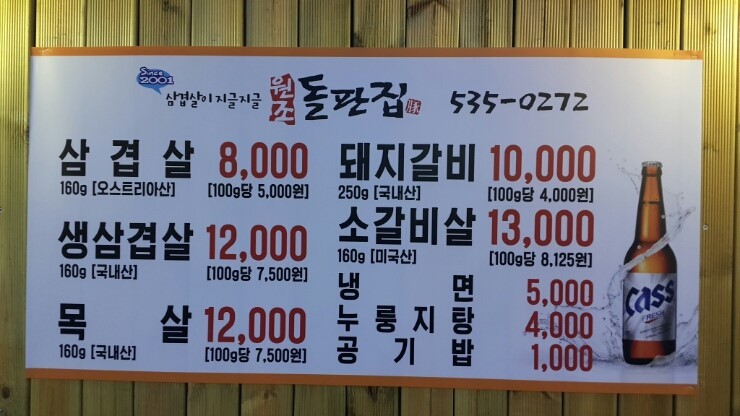 Since 2001
삼겹살이 지글지글 원조 돌판집 535-0272
삼겹살 8,000
160g [오스트리아산] [100g당 5,000원]
생삼겹살 12,000
160g [국내산] [100g당 7,500원]
목살 12,000
160g [국내산] [100g당 7,500원]
돼지갈비 10,000
250g [국내산] [100g당 4,000원]
소갈비살 13,000
160g [미국산] [100g당 8,125원]
냉면 5,000
누룽지탕 4,000
공기밥 1,000
Cass
FRESH